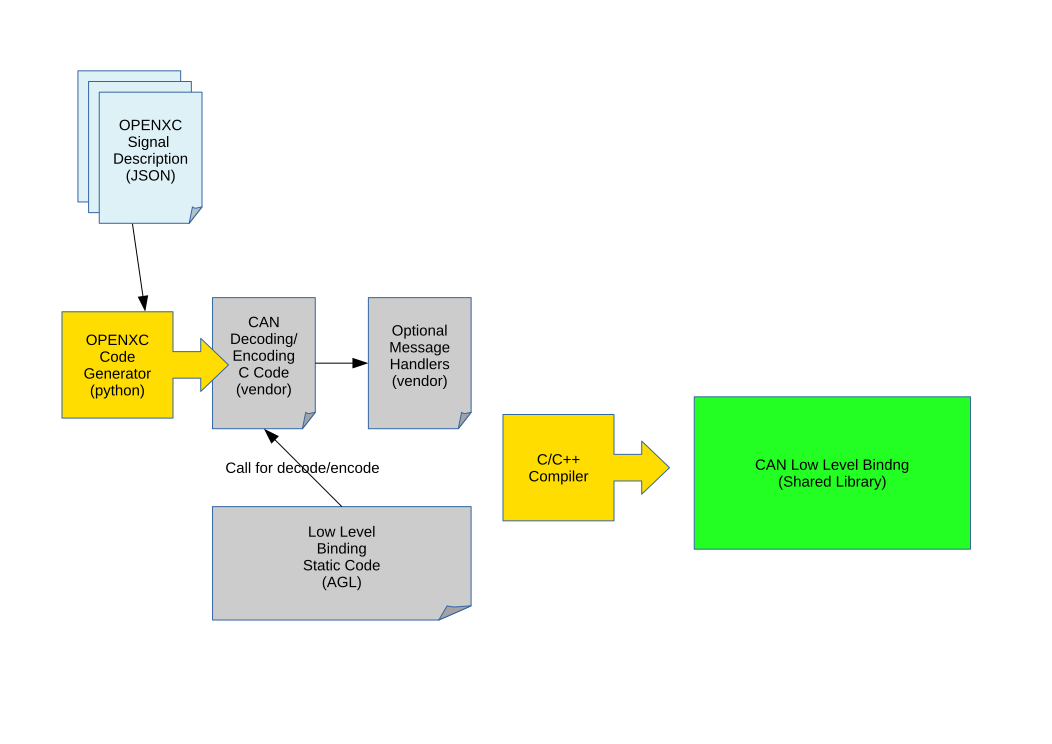 OPENXC
Signal
Description
(JSON)
OPENXC
Code
Generator
(python)
CAN
Decoding/
Encoding
C Code
(vendor)
Optional
Message
Handlers
(vendor)
Call for decode/encode
Low Level
Binding
Static Code
(AGL)
C/C++
Compiler
CAN Low Level Bindng
(Shared Library)